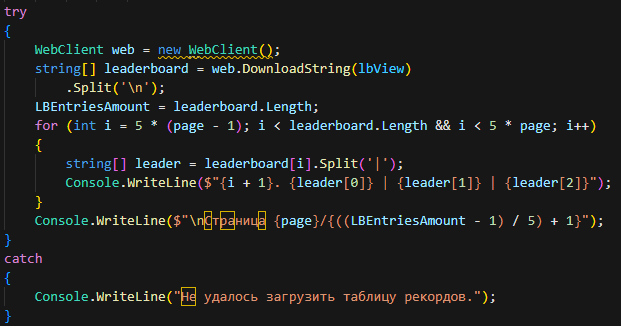 try
{
    WebClient web = new WebClient();
    string[] leaderboard = web.DownloadString(lbView)
        .Split('\n');
    LBEntriesAmount = leaderboard.Length;
    for (int i = 5 * (page - 1); i < leaderboard.Length && i < 5 * page; i++)
    {
        string[] leader = leaderboard[i].Split('|');
        Console.WriteLine($"{i + 1}. {leader[0]} | {leader[1]} | {leader[2]}");
    }
    Console.WriteLine($"\nСтраница {page}/{((LBEntriesAmount - 1) / 5) + 1}");
}
catch
{
    Console.WriteLine("Не удалось загрузить таблицу рекордов.");
}